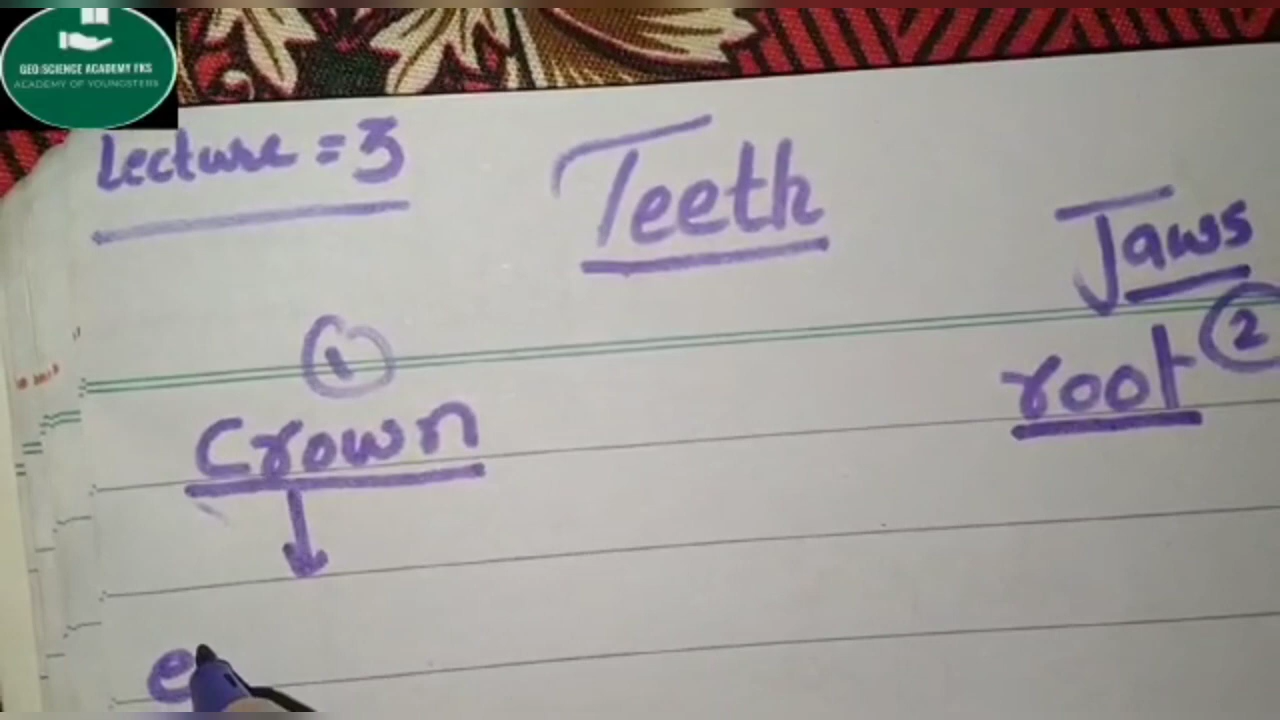 GEO SCIENCE ACADEMY FKS
ACADEMY OF YOUNGSTERS
Lecture = 3
Teeth
Jaws
1
2
Crown
root
e